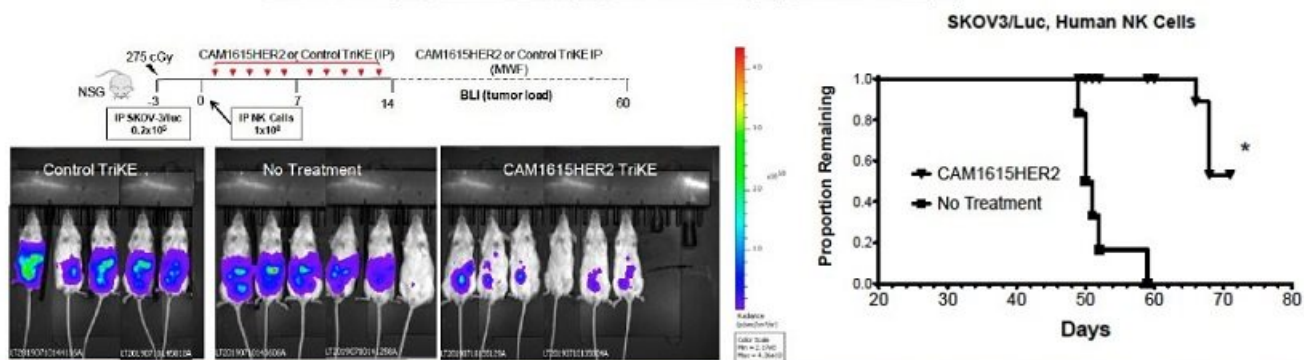 SKOV3/Luc, Human NK Cells
275 cGy
CAM1615HER2 or Control TriKE (IP)
CAM1615HER2 or Control TriKE IP
(MWF)
NSG
-3
0
7
14
BLI (tumor load)
60
IP SKOV-3/luc
IP NK Cells
Control TriKE
No Treatment
CAM1615HER2 TriKE
Color Scale
Proportion Remaining
1.0
0.8
0.6
0.4
0.2
0.0
CAM1615HER2
No Treatment
*
20
30
40
50
60
70
80
Days